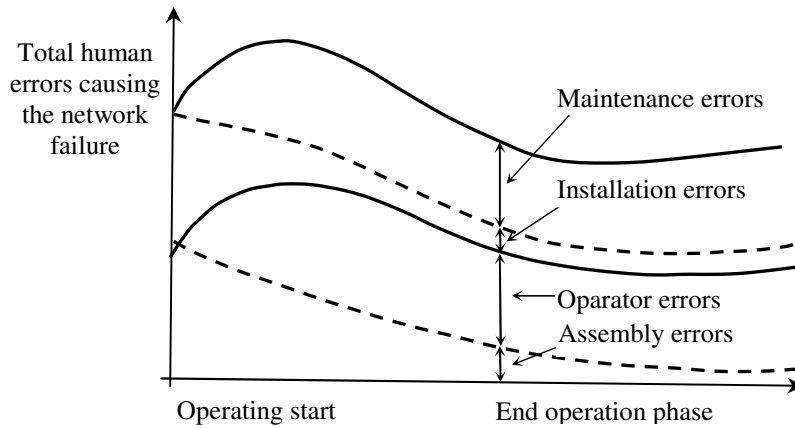 Total human
errors causing
the network
failure
Maintenance errors
Installation errors
Oparator errors
Assembly errors
Operating start
End operation phase